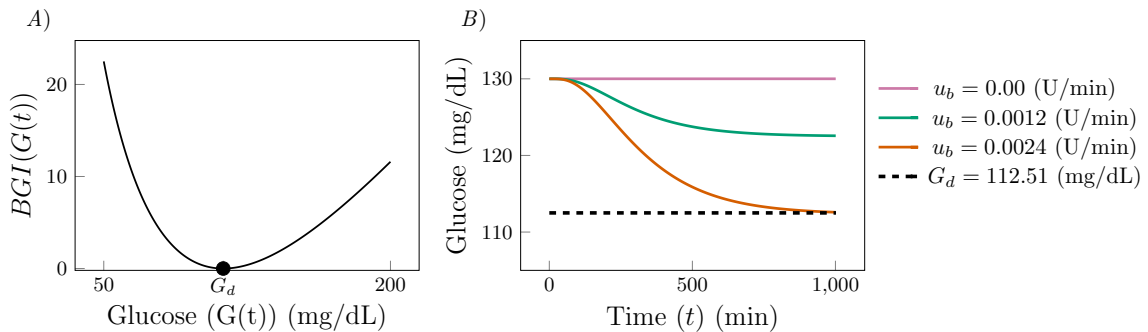 A)
BGI(G(t))
20
10
0
50
G_d
200
Glucose (G(t)) (mg/dL)
B)
Glucose (mg/dL)
130
120
110
0
500
1,000
Time (t) (min)
u_b = 0.00 (U/min)
u_b = 0.0012 (U/min)
u_b = 0.0024 (U/min)
G_d = 112.51 (mg/dL)